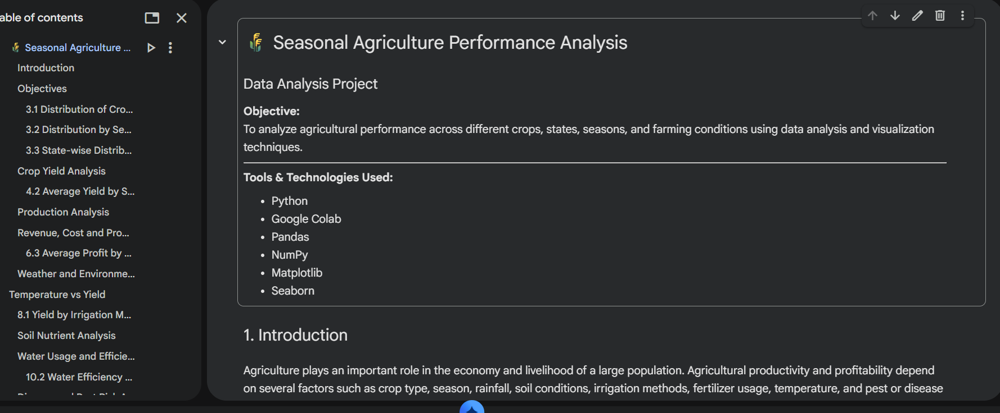 able of contents
Seasonal Agriculture ...
Introduction
Objectives
3.1 Distribution of Cro...
3.2 Distribution by Se...
3.3 State-wise Distrib...
Crop Yield Analysis
4.2 Average Yield by S...
Production Analysis
Revenue, Cost and Pro...
6.3 Average Profit by ...
Weather and Environme...
Temperature vs Yield
8.1 Yield by Irrigation M...
Soil Nutrient Analysis
Water Usage and Efficie...
10.2 Water Efficiency ...
Seasonal Agriculture Performance Analysis
Data Analysis Project
Objective:
To analyze agricultural performance across different crops, states, seasons, and farming conditions using data analysis and visualization
techniques.
Tools & Technologies Used:
• Python
• Google Colab
• Pandas
• NumPy
• Matplotlib
• Seaborn
1. Introduction
Agriculture plays an important role in the economy and livelihood of a large population. Agricultural productivity and profitability depend
on several factors such as crop type, season, rainfall, soil conditions, irrigation methods, fertilizer usage, temperature, and pest or disease